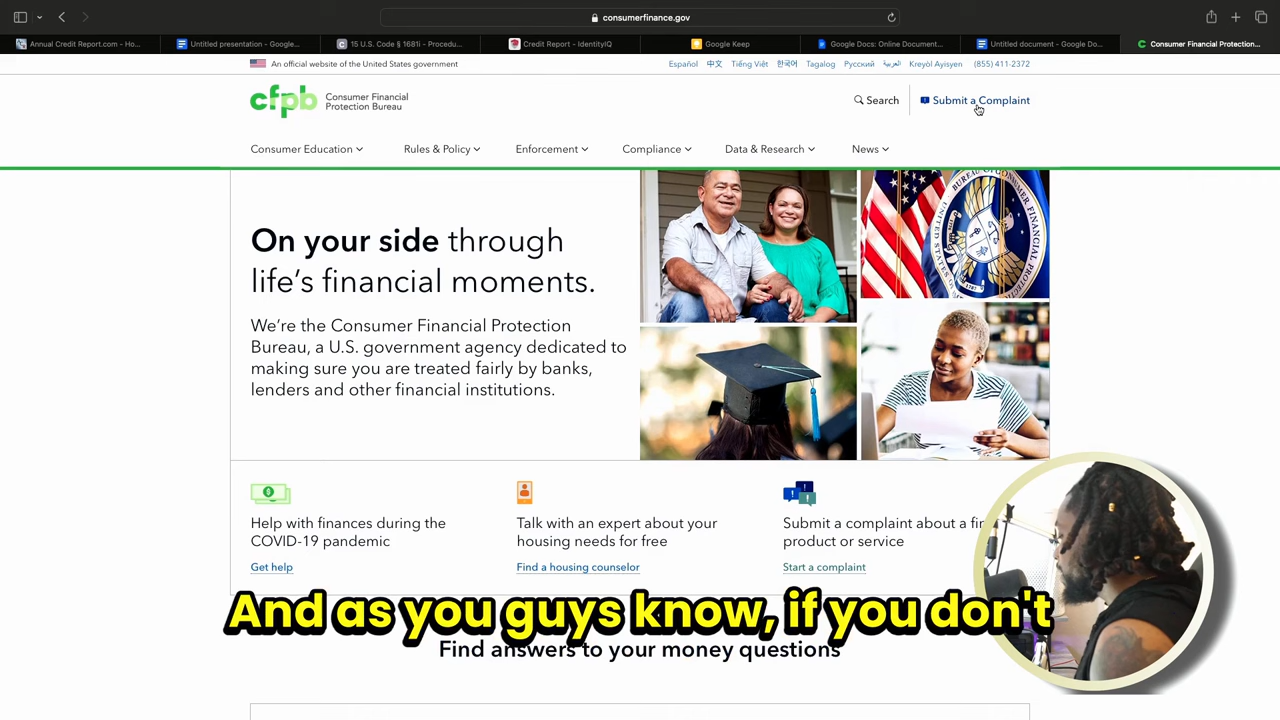 consumerfinance.gov
Annual Credit Report.com - Ho...
Untitled presentation - Google...
15 U.S. Code § 1681i - Procedu...
Credit Report - IdentityIQ
Google Keep
Google Docs: Online Document...
Untitled document - Google Do...
Consumer Financial Protection...
An official website of the United States government
Español 中文 Tiếng Việt 한국어 Tagalog Русский العربية Kreyòl Ayisyen (855) 411-2372
cfpb Consumer Financial
Protection Bureau
Search
Submit a Complaint
Consumer Education Rules & Policy Enforcement Compliance Data & Research News
On your side through
life's financial moments.
We're the Consumer Financial Protection
Bureau, a U.S. government agency dedicated to
making sure you are treated fairly by banks,
lenders and other financial institutions.
Help with finances during the
COVID-19 pandemic
Get help
Talk with an expert about your
housing needs for free
Find a housing counselor
Submit a complaint about a
product or service
Start a complaint
And as you guys know, if you don't
Find answers to your money questions